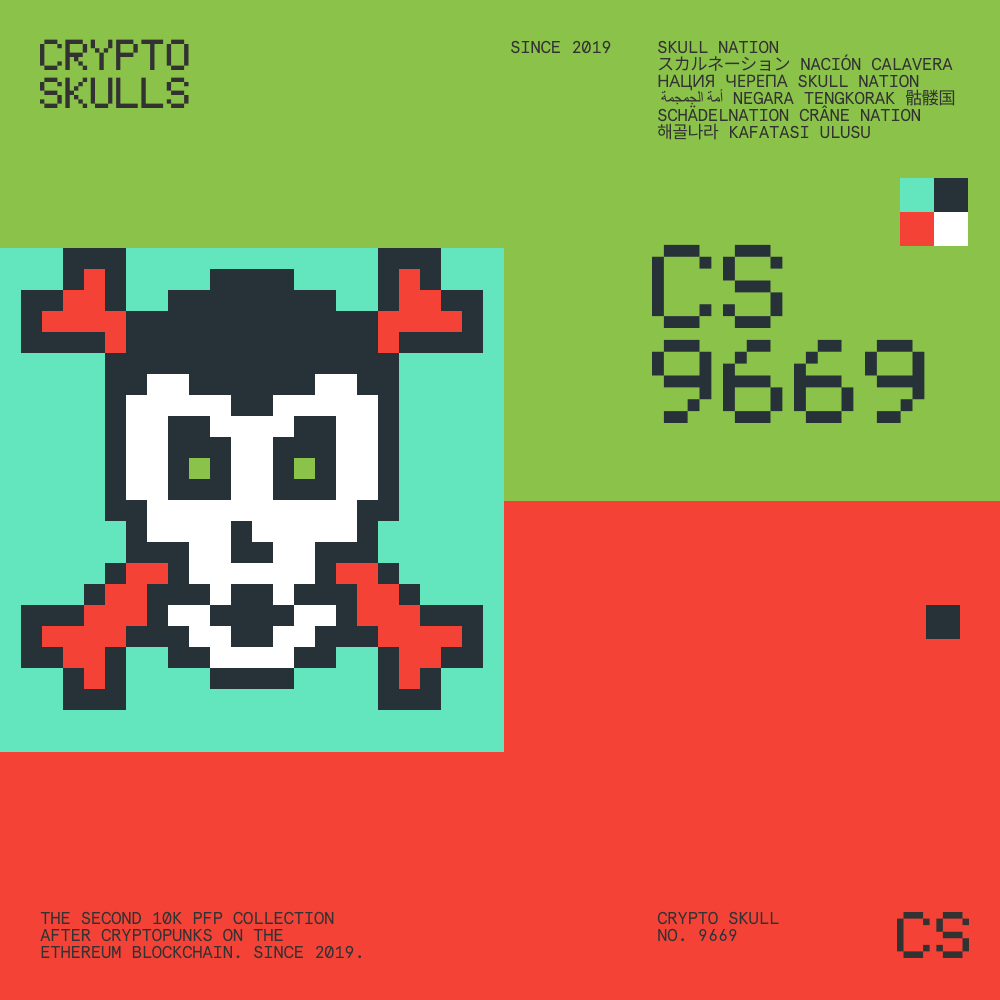 CRYPTO
SKULLS
SINCE 2019
SKULL NATION
スカルネーション NACIÓN CALAVERA
НАЦИЯ ЧЕРЕПА SKULL NATION
أمة الجمجمة NEGARA TENGKORAK 骷髅国
SCHÄDELNATION CRÂNE NATION
해골나라 KAFATASI ULUSU
CS
9669
THE SECOND 10K PFP COLLECTION
AFTER CRYPTOPUNKS ON THE
ETHEREUM BLOCKCHAIN. SINCE 2019.
CRYPTO SKULL
NO. 9669
CS